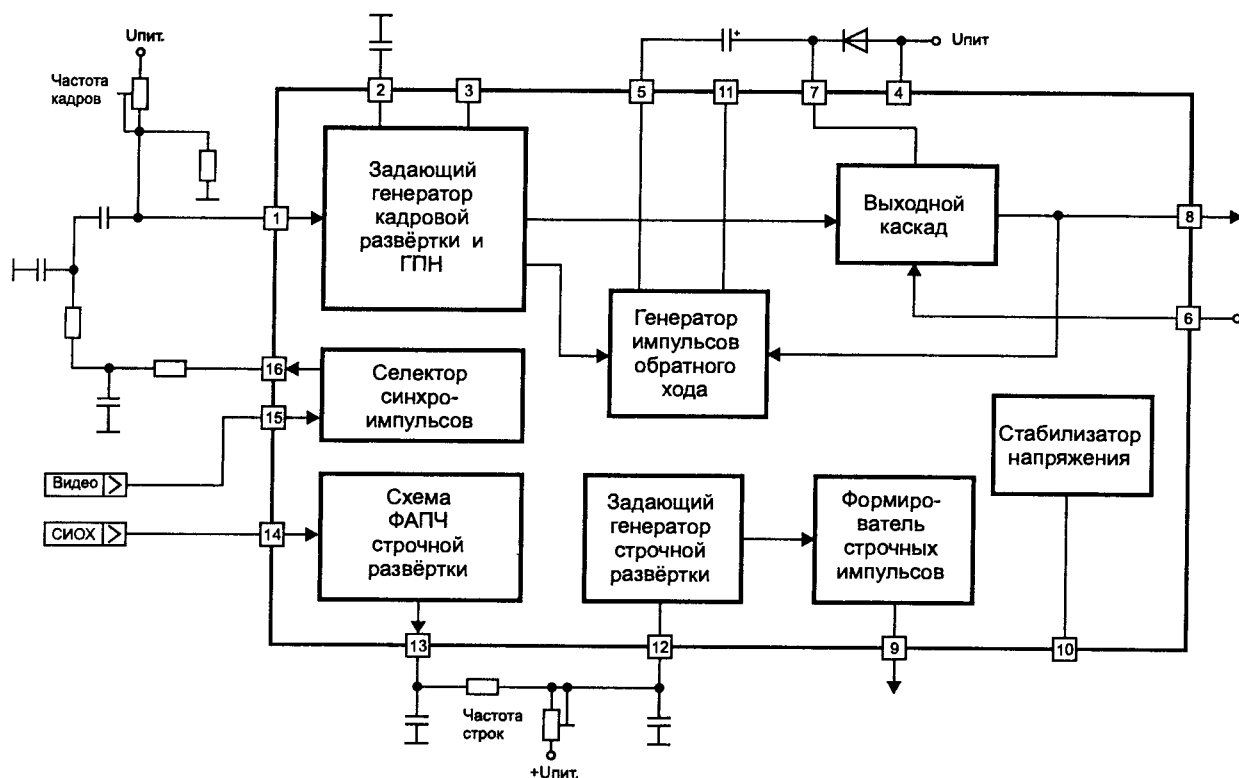 Uпит.
Частота
кадров
+
Uпит
2
3
5
11
7
4
Задающий
генератор
кадровой
развёртки и
ГПН
Выходной
каскад
1
8
6
Генератор
импульсов
обратного
хода
16
15
Селектор
синхро-
импульсов
Стабилизатор
напряжения
Видео
СИОХ
14
Схема
ФАПЧ
строчной
развёртки
Задающий
генератор
строчной
развёртки
Формиро-
ватель
строчных
импульсов
13
12
9
10
Частота
строк
+Uпит.